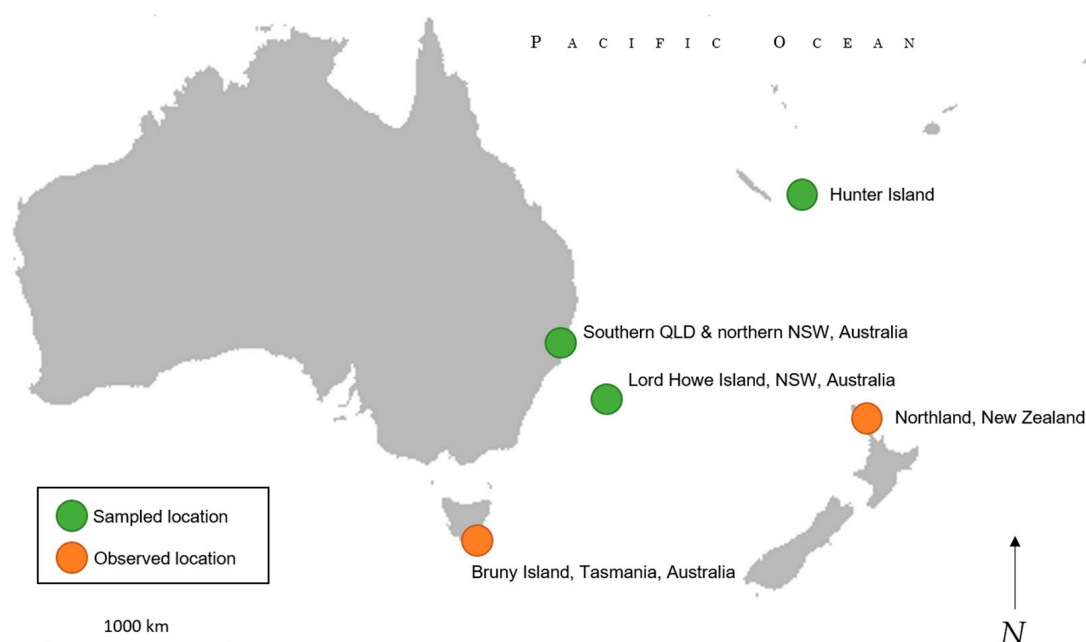 PACIFIC OCEAN
Hunter Island
Southern QLD & northern NSW, Australia
Lord Howe Island, NSW, Australia
Northland, New Zealand
Sampled location
Observed location
Bruny Island, Tasmania, Australia
1000 km
N